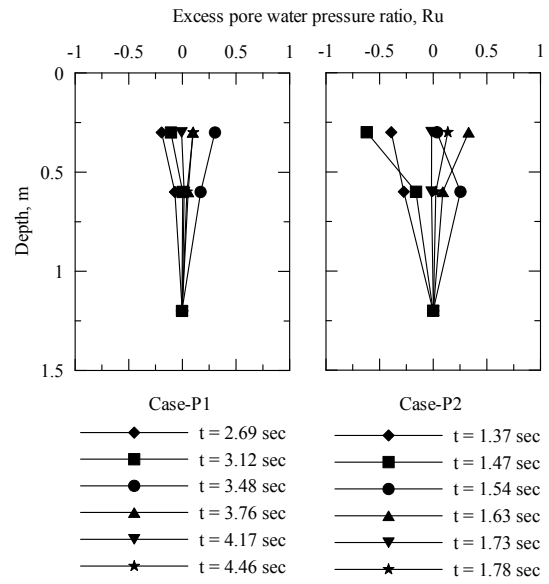 Excess pore water pressure ratio, Ru
-1 -0.5 0 0.5 1 -1 -0.5 0 0.5 1
0
0.5
1
1.5
Depth, m
Case-P1 Case-P2
t = 2.69 sec t = 1.37 sec
t = 3.12 sec t = 1.47 sec
t = 3.48 sec t = 1.54 sec
t = 3.76 sec t = 1.63 sec
t = 4.17 sec t = 1.73 sec
t = 4.46 sec t = 1.78 sec